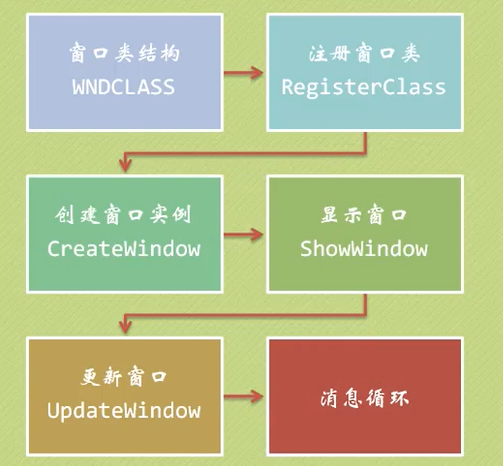 窗口类结构
WNDCLASS
注册窗口类
RegisterClass
创建窗口实例
CreateWindow
显示窗口
ShowWindow
更新窗口
UpdateWindow
消息循环